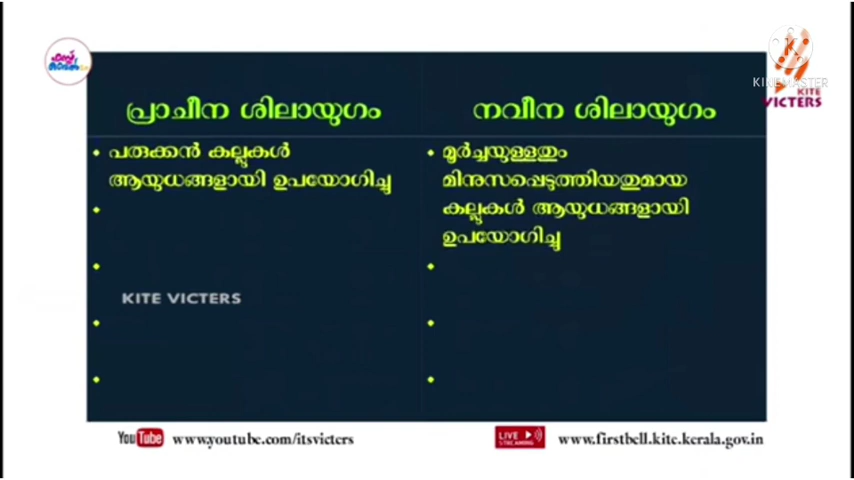 KINEMASTER
KITE
VICTERS
പ്രാചീന ശിലായുഗം
നവീന ശിലായുഗം
• പരുക്കൻ കല്ലുകൾ
ആയുധങ്ങളായി ഉപയോഗിച്ചു
• മൂർച്ചയുള്ളതും
മിനുസപ്പെടുത്തിയതുമായ
കല്ലുകൾ ആയുധങ്ങളായി
ഉപയോഗിച്ചു
KITE VICTERS
YouTube www.youtube.com/itsvicters
LIVE STREAMING www.firstbell.kite.kerala.gov.in